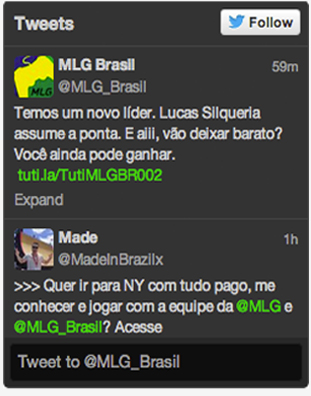 Tweets
Follow
MLG Brasil 59m
@MLG_Brasil
MLG
Temos um novo líder. Lucas Silqueria
assume a ponta. E aiii, vão deixar barato?
Você ainda pode ganhar.
tuti.la/TutiMLGBR002
Expand
Made 1h
@MadeInBrazilx
>>> Quer ir para NY com tudo pago, me
conhecer e jogar com a equipe da @MLG e
@MLG_Brasil? Acesse
Tweet to @MLG_Brasil